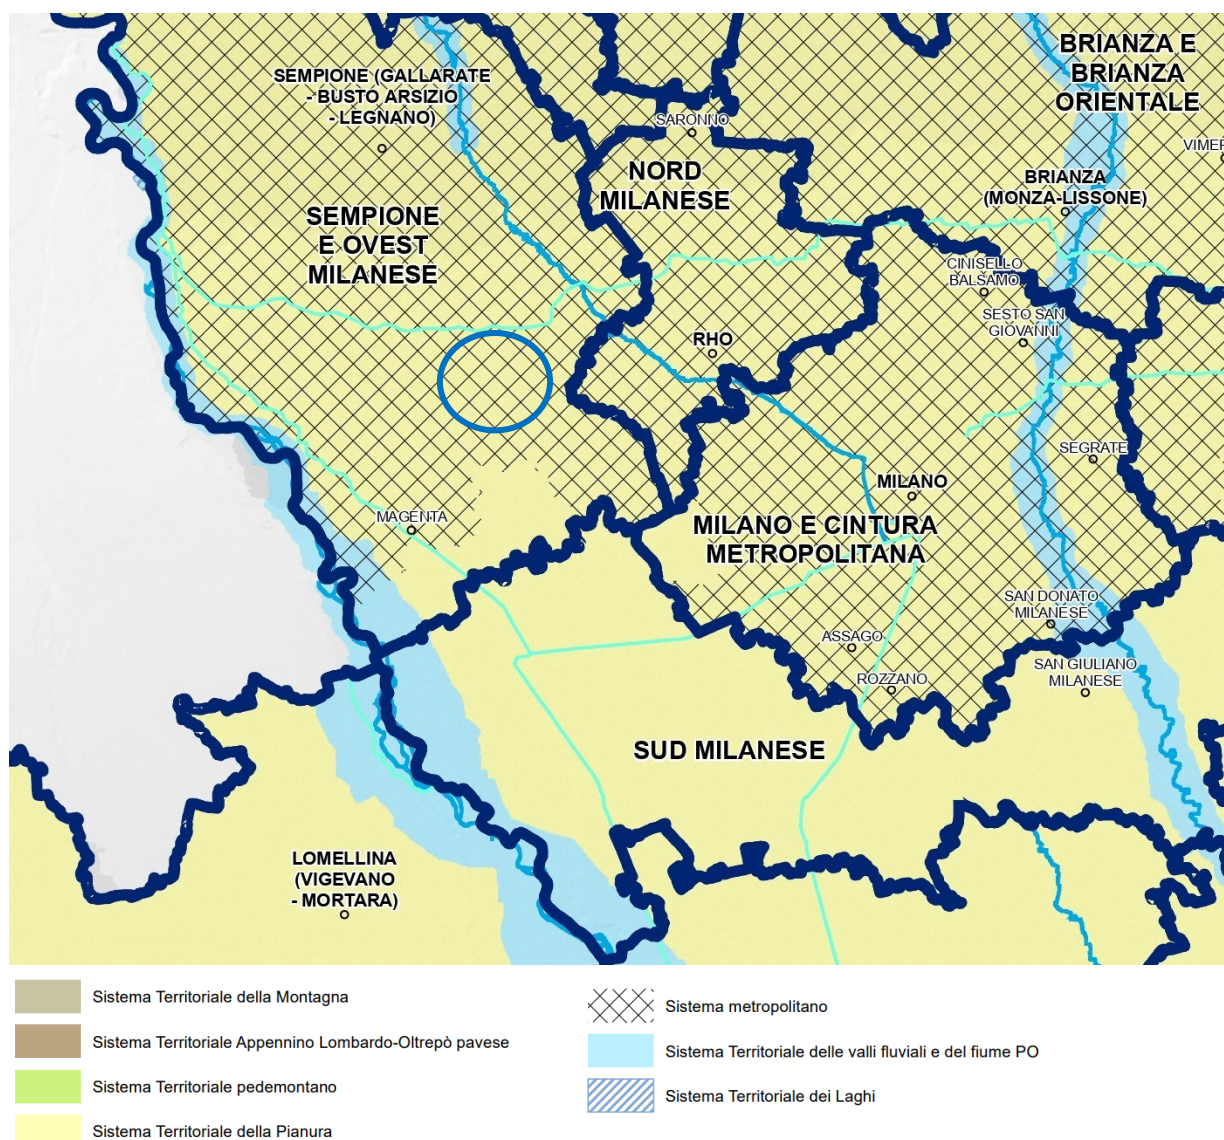 BRIANZA E
BRIANZA
ORIENTALE
SEMPIONE (GALLARATE
- BUSTO ARSIZIO
- LEGNANO)
SARONNO
VIMER
NORD
MILANESE
BRIANZA
(MONZA-LISSONE)
SEMPIONE
E OVEST
MILANESE
CINISELLO
BALSAMO
SESTO SAN
GIOVANNI
RHO
SEGRATE
MILANO
MAGENTA
MILANO E CINTURA
METROPOLITANA
SAN DONATO
MILANESE
ASSAGO
SAN GIULIANO
MILANESE
ROZZANO
SUD MILANESE
LOMELLINA
(VIGEVANO
- MORTARA)
Sistema Territoriale della Montagna
Sistema Territoriale Appennino Lombardo-Oltrepò pavese
Sistema Territoriale pedemontano
Sistema Territoriale della Pianura
Sistema metropolitano
Sistema Territoriale delle valli fluviali e del fiume PO
Sistema Territoriale dei Laghi